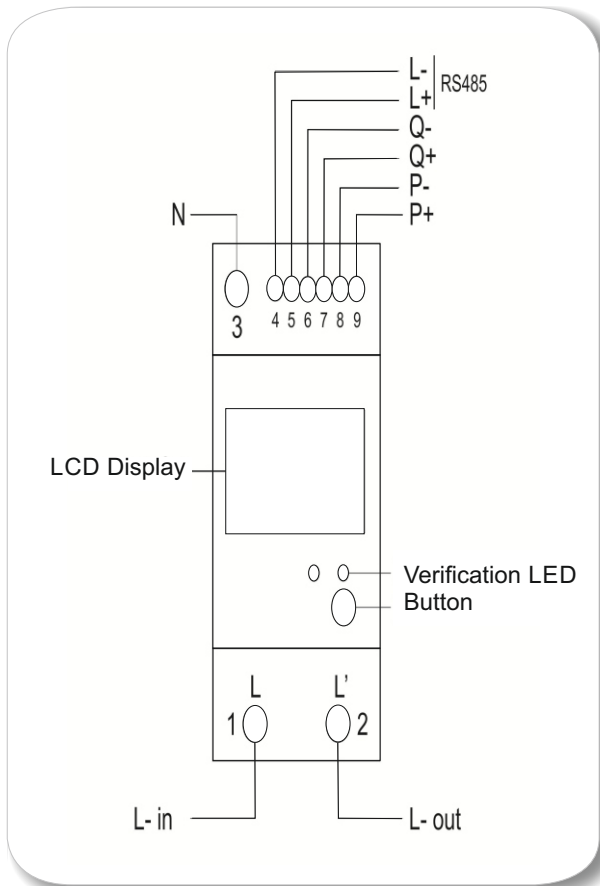 L-
RS485
L+
Q-
Q+
P-
N
P+
3
4 5 6 7 8 9
LCD Display
Verification LED
Button
L L’
1 2
L- in L- out